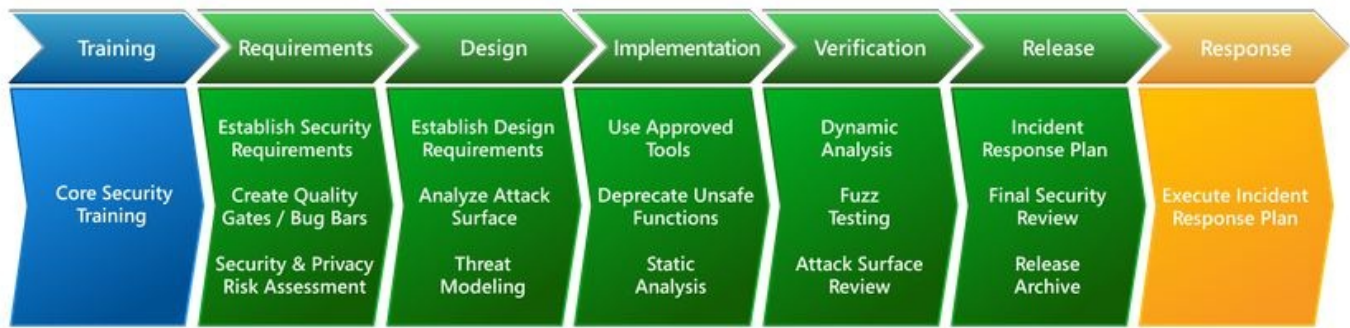 Training
Requirements
Design
Implementation
Verification
Release
Response
Core Security
Training
Establish Security
Requirements
Create Quality
Gates / Bug Bars
Security & Privacy
Risk Assessment
Establish Design
Requirements
Analyze Attack
Surface
Threat
Modeling
Use Approved
Tools
Deprecate Unsafe
Functions
Static
Analysis
Dynamic
Analysis
Fuzz
Testing
Attack Surface
Review
Incident
Response Plan
Final Security
Review
Release
Archive
Execute Incident
Response Plan